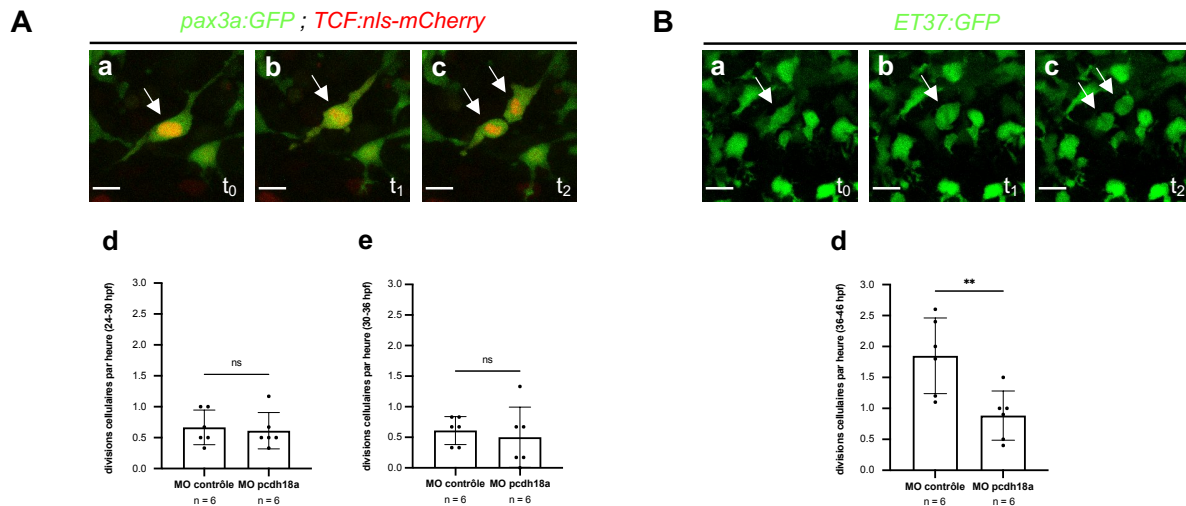 A
pax3a:GFP ; TCF:nls-mCherry
a
b
c
t0
t1
t2
d
divisions cellulaires par heure (24-30 hpf)
3.0
2.5
2.0
1.5
1.0
0.5
0.0
ns
MO contrôle
MO pcdh18a
n = 6
n = 6
e
divisions cellulaires par heure (30-36 hpf)
3.0
2.5
2.0
1.5
1.0
0.5
0.0
ns
MO contrôle
MO pcdh18a
n = 6
n = 6
B
ET37:GFP
a
b
c
t0
t1
t2
d
divisions cellulaires par heure (36-46 hpf)
3.0
2.5
2.0
1.5
1.0
0.5
0.0
**
MO contrôle
MO pcdh18a
n = 6
n = 6